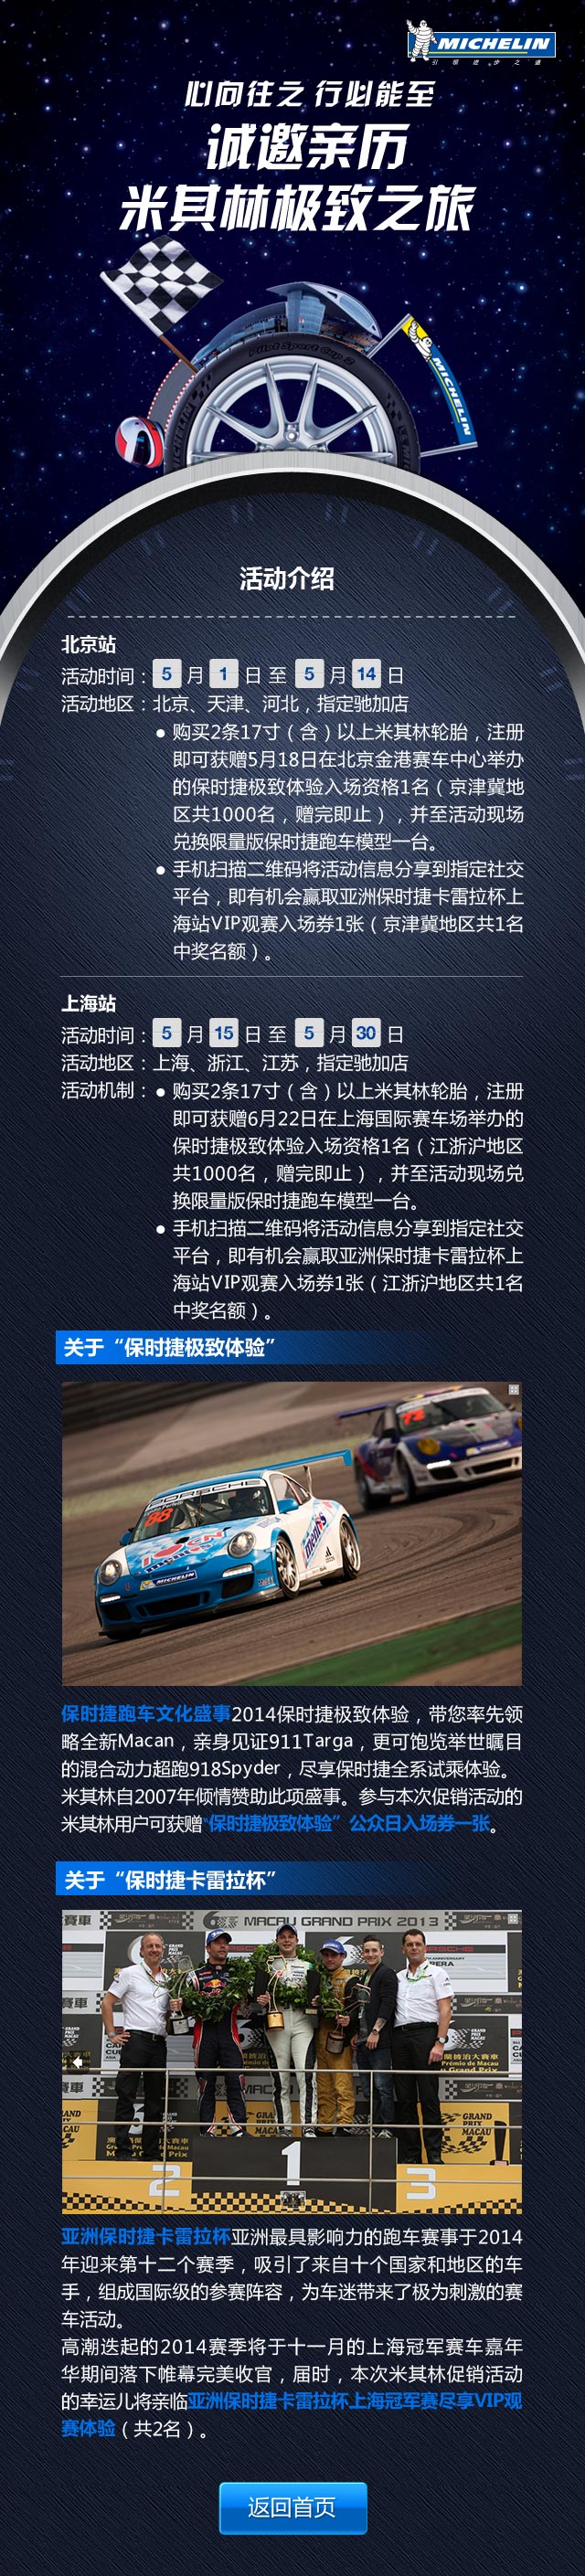 MICHELIN
引领进步之道
心向往之 行必能至
诚邀亲历
米其林极致之旅
Pilot Sport Cup 2
MICHELIN
活动介绍
北京站
活动时间：5 月 1 日 至 5 月 14 日
活动地区：北京、天津、河北，指定驰加店
● 购买2条17寸（含）以上米其林轮胎，注册
即可获赠5月18日在北京金港赛车中心举办
的保时捷极致体验入场资格1名（京津冀地
区共1000名，赠完即止），并至活动现场
兑换限量版保时捷跑车模型一台。
● 手机扫描二维码将活动信息分享到指定社交
平台，即有机会赢取亚洲保时捷卡雷拉杯上
海站VIP观赛入场券1张（京津冀地区共1名
中奖名额）。
上海站
活动时间：5 月 15 日 至 5 月 30 日
活动地区：上海、浙江、江苏，指定驰加店
活动机制：● 购买2条17寸（含）以上米其林轮胎，注册
即可获赠6月22日在上海国际赛车场举办的
保时捷极致体验入场资格1名（江浙沪地区
共1000名，赠完即止），并至活动现场兑
换限量版保时捷跑车模型一台。
● 手机扫描二维码将活动信息分享到指定社交
平台，即有机会赢取亚洲保时捷卡雷拉杯上
海站VIP观赛入场券1张（江浙沪地区共1名
中奖名额）。
关于“保时捷极致体验”
PORSCHE
88
MICHELIN
72
保时捷跑车文化盛事2014保时捷极致体验，带您率先领
略全新Macan，亲身见证911Targa，更可饱览举世瞩目
的混合动力超跑918Spyder，尽享保时捷全系试乘体验。
米其林自2007年倾情赞助此项盛事。参与本次促销活动的
米其林用户可获赠“保时捷极致体验”公众日入场券一张。
关于“保时捷卡雷拉杯”
MACAU GRAND PRIX 2013
GRAND PRIX MACAU
1
2
3
亚洲保时捷卡雷拉杯亚洲最具影响力的跑车赛事于2014
年迎来第十二个赛季，吸引了来自十个国家和地区的车
手，组成国际级的参赛阵容，为车迷带来了极为刺激的赛
车活动。
高潮迭起的2014赛季将于十一月的上海冠军赛车嘉年
华期间落下帷幕完美收官，届时，本次米其林促销活动
的幸运儿将亲临亚洲保时捷卡雷拉杯上海冠军赛尽享VIP观
赛体验（共2名）。
返回首页